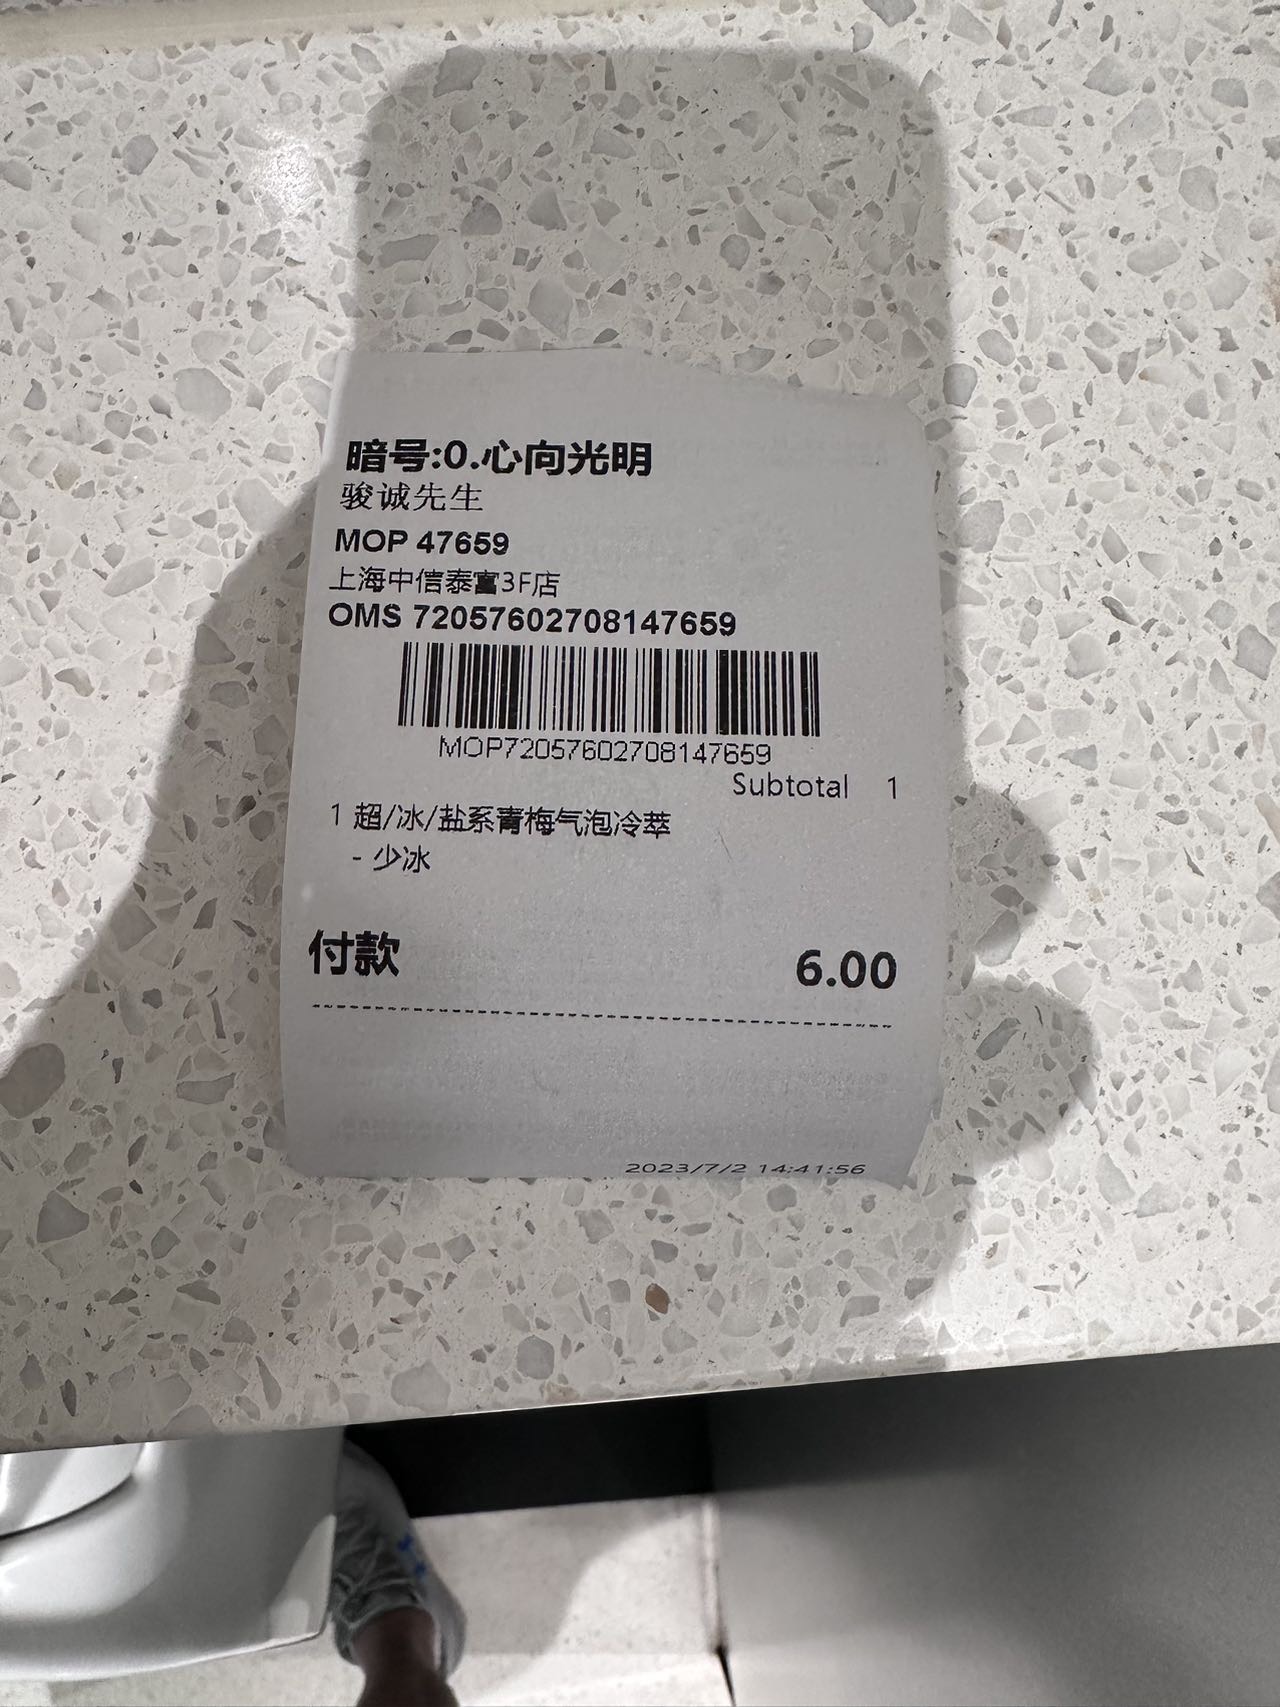 暗号:0.心向光明
骏诚先生
MOP 47659
上海中信泰富3F店
OMS 72057602708147659
MOP72057602708147659
Subtotal 1
1 超/冰/盐系青梅气泡冷萃
- 少冰
付款 6.00
2023/7/2 14:41:56